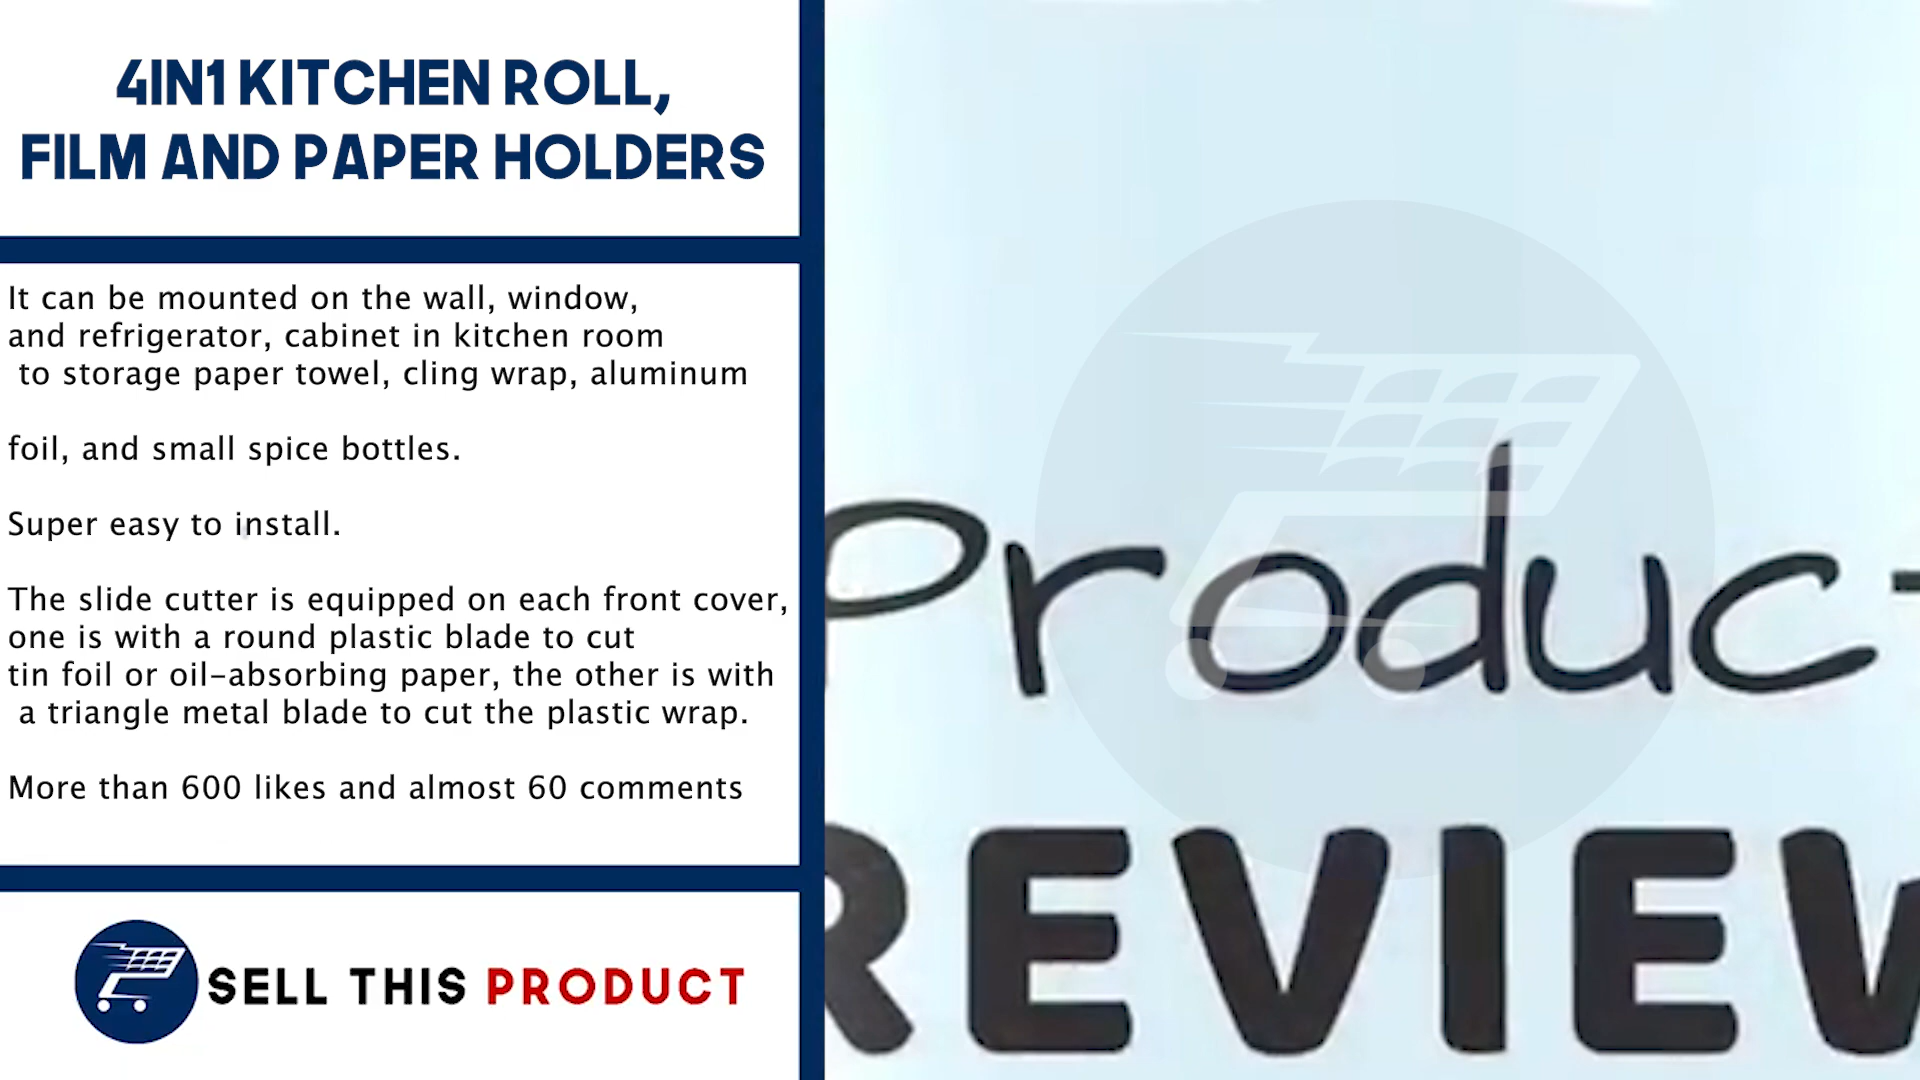 4IN1 KITCHEN ROLL,
FILM AND PAPER HOLDERS
It can be mounted on the wall, window,
and refrigerator, cabinet in kitchen room
to storage paper towel, cling wrap, aluminum
foil, and small spice bottles.
Super easy to install.
The slide cutter is equipped on each front cover,
one is with a round plastic blade to cut
tin foil or oil-absorbing paper, the other is with
a triangle metal blade to cut the plastic wrap.
More than 600 likes and almost 60 comments
SELL THIS PRODUCT
Product
REVIEW